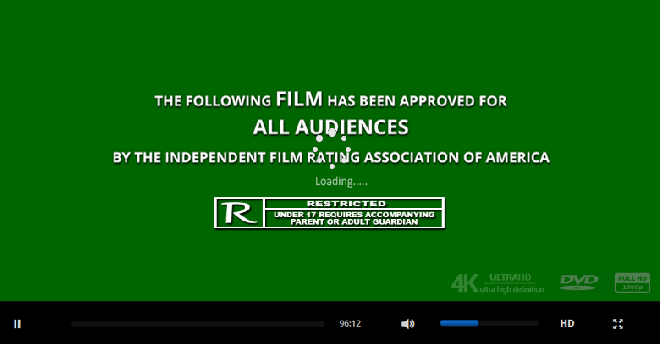 THE FOLLOWING FILM HAS BEEN APPROVED FOR
ALL AUDIENCES
BY THE INDEPENDENT FILM RATING ASSOCIATION OF AMERICA
Loading.....
R
RESTRICTED
UNDER 17 REQUIRES ACCOMPANYING
PARENT OR ADULT GUARDIAN
4K ULTRAHD
ultra high definition
DVD
FULL HD
1080p
96:12
HD